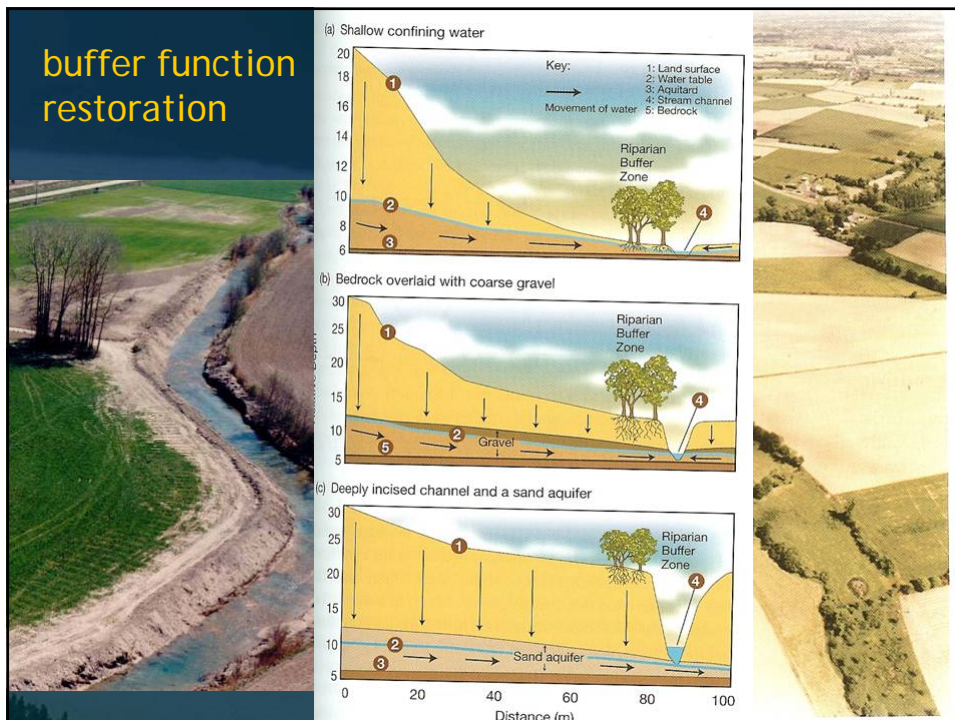 buffer function
restoration
(a) Shallow confining water
20
18
16
14
12
10
8
6
Key:
Movement of water
1: Land surface
2: Water table
3: Aquitard
4: Stream channel
5: Bedrock
Riparian
Buffer
Zone
1
2
3
4
(b) Bedrock overlaid with coarse gravel
30
25
20
15
10
5
Riparian
Buffer
Zone
1
2
Gravel
5
4
(c) Deeply incised channel and a sand aquifer
30
25
20
15
10
5
Riparian
Buffer
Zone
1
2
3
Sand aquifer
4
0 20 40 60 80 100
Distance (m)